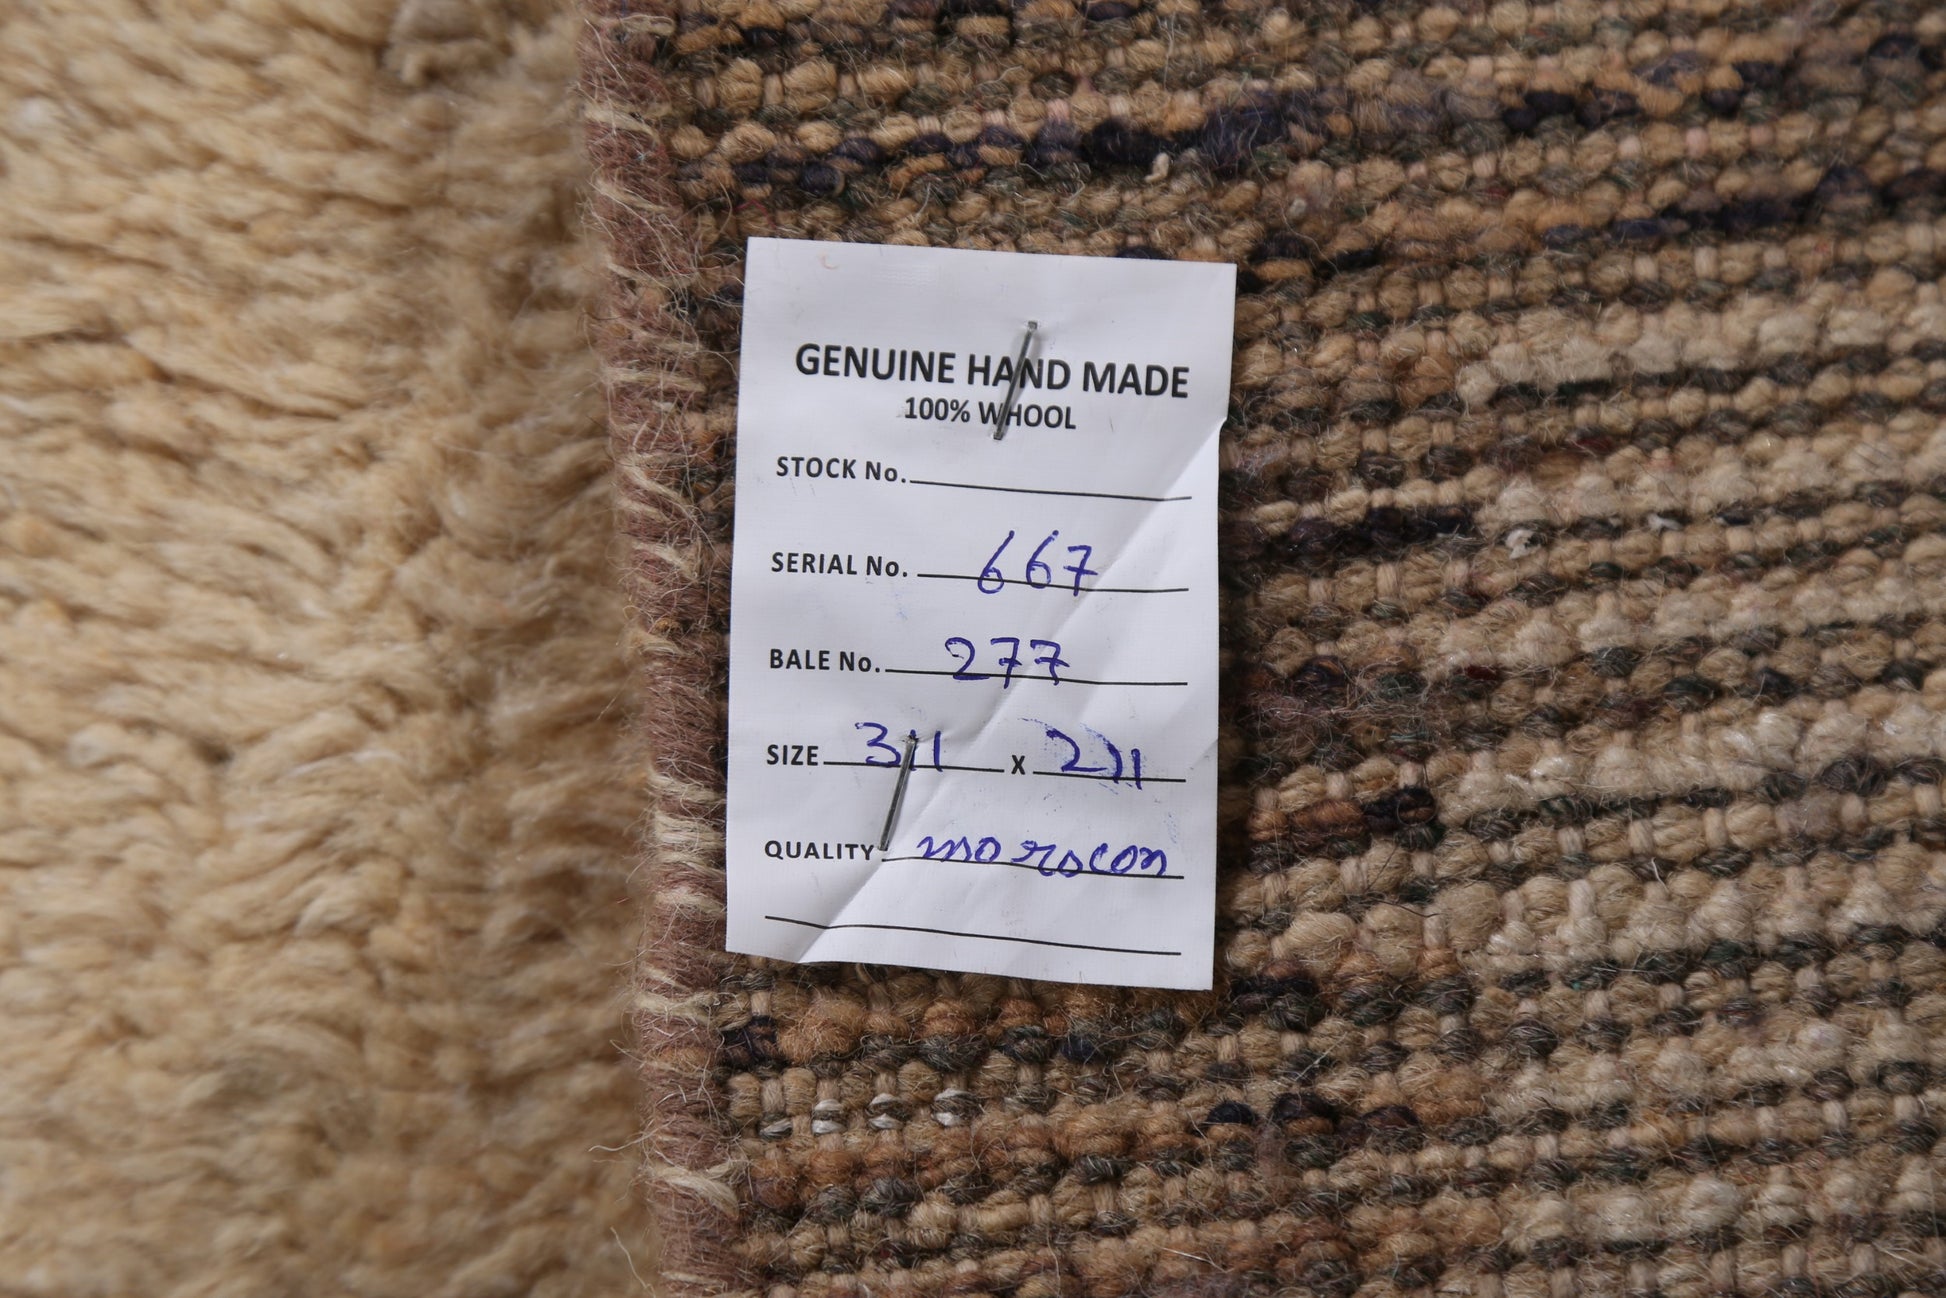 GENUINE HAND MADE
100% WHOOL
STOCK No.
SERIAL No. 667
BALE No. 277
SIZE 3,11 x 2,11
QUALITY morocon